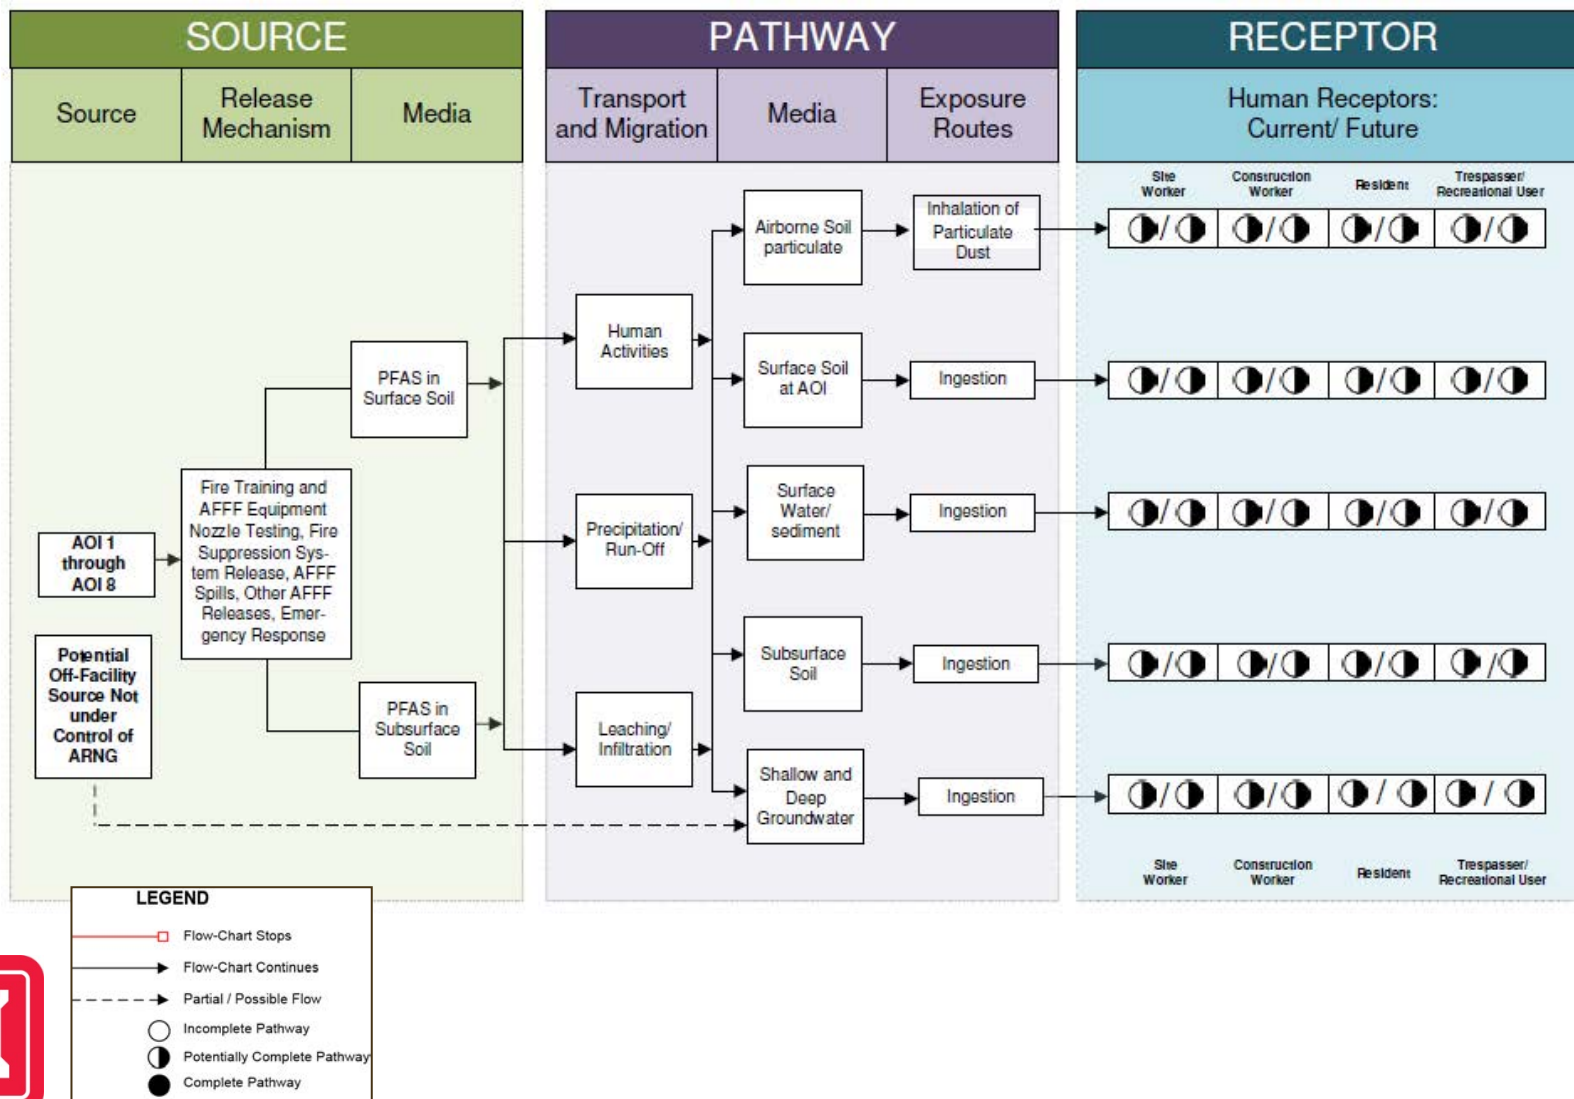 SOURCE
Source
Release
Mechanism
Media
PATHWAY
Transport
and Migration
Media
Exposure
Routes
RECEPTOR
Human Receptors:
Current/ Future
AOI 1
through
AOI 8
Potential
Off-Facility
Source Not
under
Control of
ARNG
Fire Training and
AFFF Equipment
Nozzle Testing, Fire
Suppression Sys-
tem Release, AFFF
Spills, Other AFFF
Releases, Emer-
gency Response
PFAS in
Surface Soil
PFAS in
Subsurface
Soil
Human
Activities
Precipitation/
Run-Off
Leaching/
Infiltration
Airborne Soil
particulate
Surface Soil
at AOI
Surface
Water/
sediment
Subsurface
Soil
Shallow and
Deep
Groundwater
Inhalation of
Particulate
Dust
Ingestion
Ingestion
Ingestion
Ingestion
Site
Worker
Construction
Worker
Resident
Trespasser/
Recreational User
/ / / /
/ / / /
/ / / /
/ / / /
/ / / /
Site
Worker
Construction
Worker
Resident
Trespasser/
Recreational User
LEGEND
Flow-Chart Stops
Flow-Chart Continues
Partial / Possible Flow
Incomplete Pathway
Potentially Complete Pathway
Complete Pathway